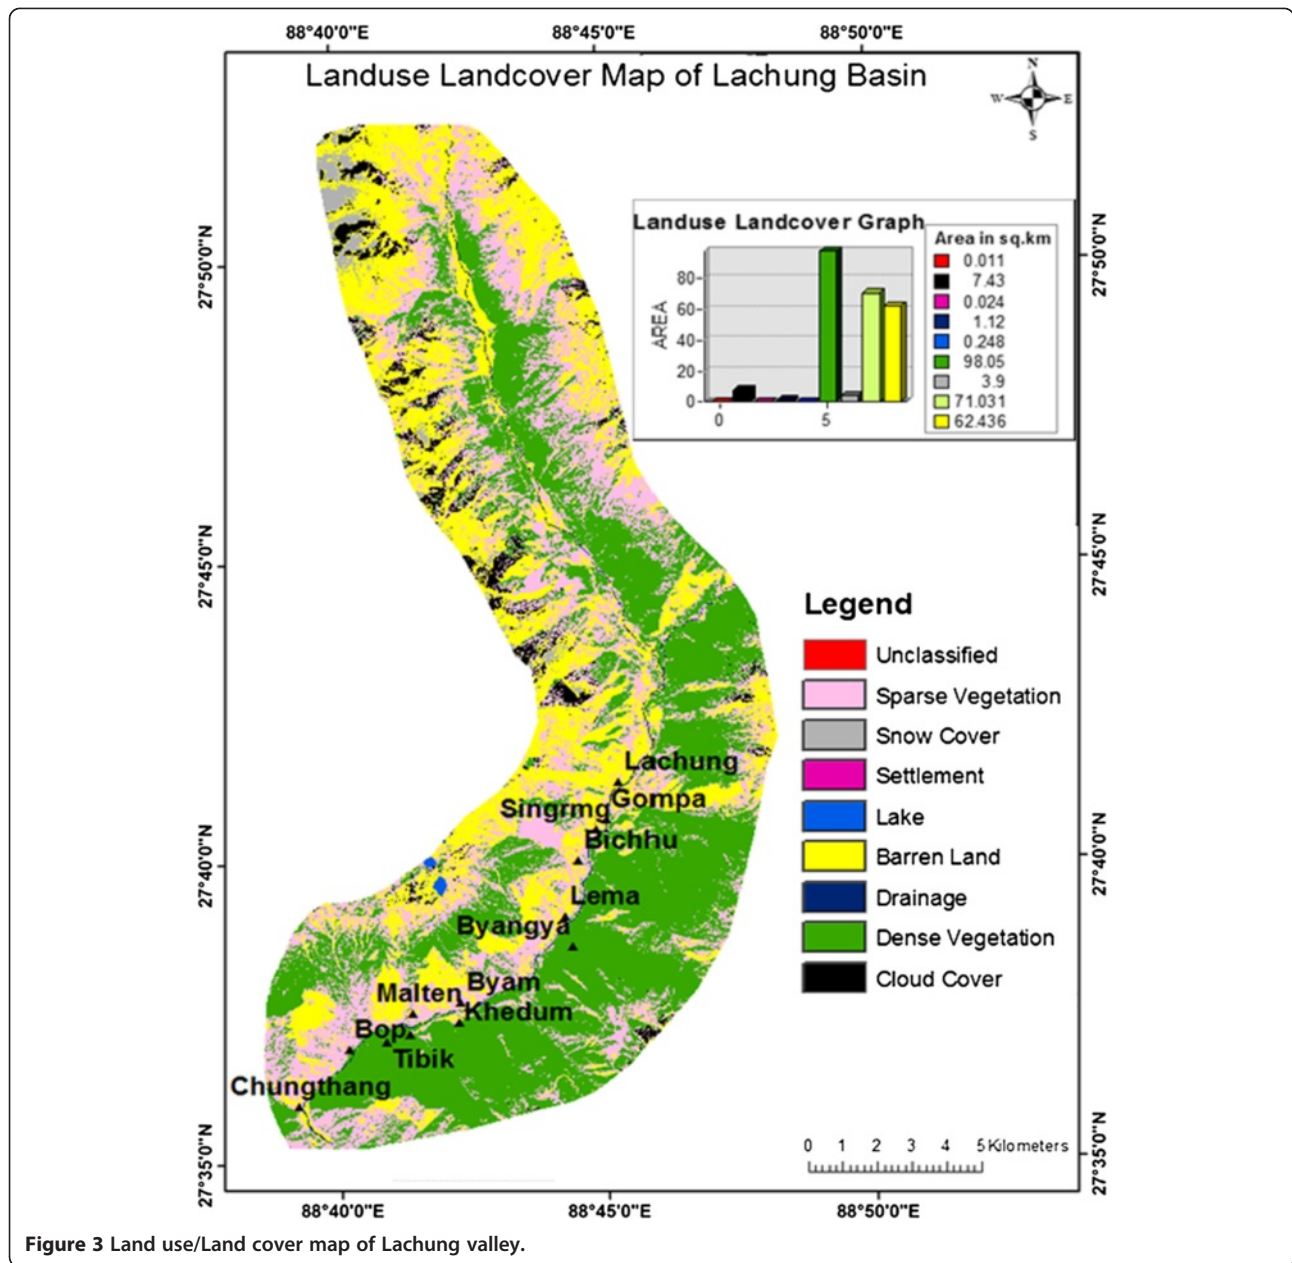 88°40'0"E 88°45'0"E 88°50'0"E
Landuse Landcover Map of Lachung Basin
N
W E
S
27°50'0"N
27°50'0"N
Landuse Landcover Graph
AREA
80
60
40
20
0
0 5
Area in sq.km
0.011
7.43
0.024
1.12
0.248
98.05
3.9
71.031
62.436
27°45'0"N
27°45'0"N
Legend
Unclassified
Sparse Vegetation
Snow Cover
Settlement
Lake
Barren Land
Drainage
Dense Vegetation
Cloud Cover
Lachung
Gompa
Singrmg
Bichhu
27°40'0"N
27°40'0"N
Lema
Byangya
Byam
Malten
Khedum
Bop
Tibik
Chungthang
0 1 2 3 4 5 Kilometers
27°35'0"N
27°35'0"N
88°40'0"E 88°45'0"E 88°50'0"E
Figure 3 Land use/Land cover map of Lachung valley.